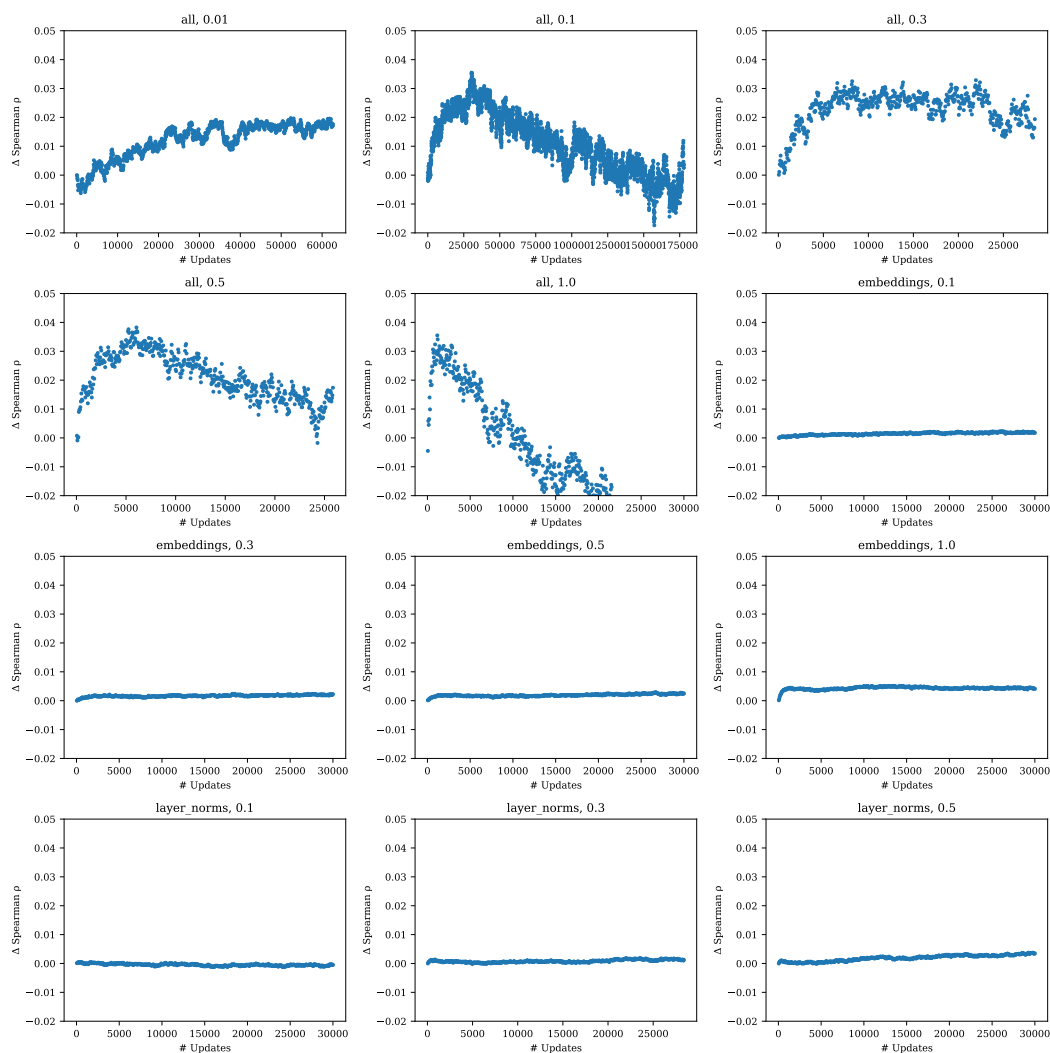 all, 0.01
0.05
0.04
0.03
0.02
0.01
0.00
−0.01
−0.02
Δ Spearman ρ
0 10000 20000 30000 40000 50000 60000
# Updates
all, 0.1
0.05
0.04
0.03
0.02
0.01
0.00
−0.01
−0.02
Δ Spearman ρ
0 25000 50000 75000 100000 125000 150000 175000
# Updates
all, 0.3
0.05
0.04
0.03
0.02
0.01
0.00
−0.01
−0.02
Δ Spearman ρ
0 5000 10000 15000 20000 25000
# Updates
all, 0.5
0.05
0.04
0.03
0.02
0.01
0.00
−0.01
−0.02
Δ Spearman ρ
0 5000 10000 15000 20000 25000
# Updates
all, 1.0
0.05
0.04
0.03
0.02
0.01
0.00
−0.01
−0.02
Δ Spearman ρ
0 5000 10000 15000 20000 25000 30000
# Updates
embeddings, 0.1
0.05
0.04
0.03
0.02
0.01
0.00
−0.01
−0.02
Δ Spearman ρ
0 5000 10000 15000 20000 25000 30000
# Updates
embeddings, 0.3
0.05
0.04
0.03
0.02
0.01
0.00
−0.01
−0.02
Δ Spearman ρ
0 5000 10000 15000 20000 25000 30000
# Updates
embeddings, 0.5
0.05
0.04
0.03
0.02
0.01
0.00
−0.01
−0.02
Δ Spearman ρ
0 5000 10000 15000 20000 25000 30000
# Updates
embeddings, 1.0
0.05
0.04
0.03
0.02
0.01
0.00
−0.01
−0.02
Δ Spearman ρ
0 5000 10000 15000 20000 25000 30000
# Updates
layer_norms, 0.1
0.05
0.04
0.03
0.02
0.01
0.00
−0.01
−0.02
Δ Spearman ρ
0 5000 10000 15000 20000 25000 30000
# Updates
layer_norms, 0.3
0.05
0.04
0.03
0.02
0.01
0.00
−0.01
−0.02
Δ Spearman ρ
0 5000 10000 15000 20000 25000
# Updates
layer_norms, 0.5
0.05
0.04
0.03
0.02
0.01
0.00
−0.01
−0.02
Δ Spearman ρ
0 5000 10000 15000 20000 25000 30000
# Updates